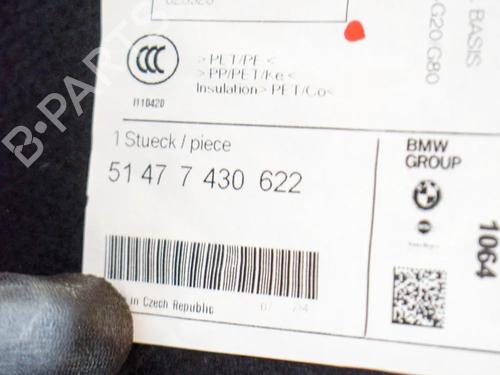 BASIS
G20/G80
>PET/PE<
>PP/PET/Ke<
Insulation>PET/Co<
I110420
1 Stueck / piece
51 47 7 430 622
BMW
GROUP
1064
in Czech Republic
B-PARTS